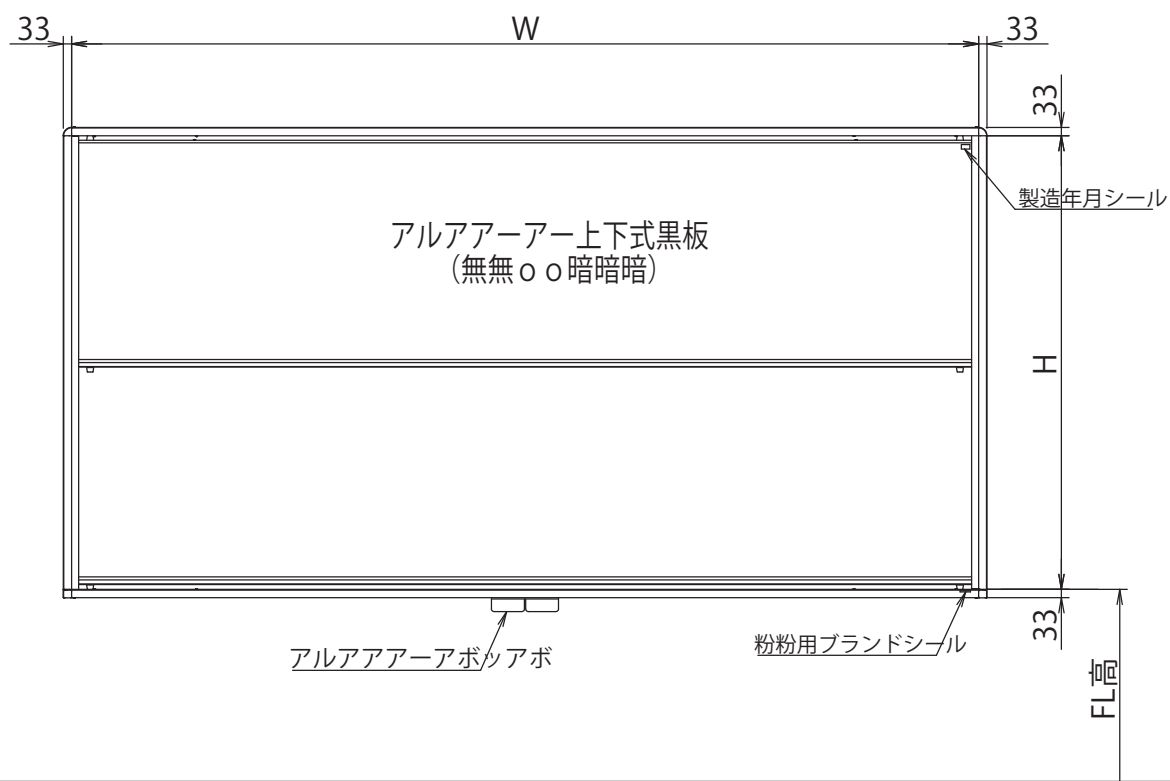 33
W
33
33
製造年月シール
アルアアーアー上下式黒板
（無無ｏｏ暗暗暗）
H
アルアアアーアボッアボ
粉粉用ブランドシール
33
FL高